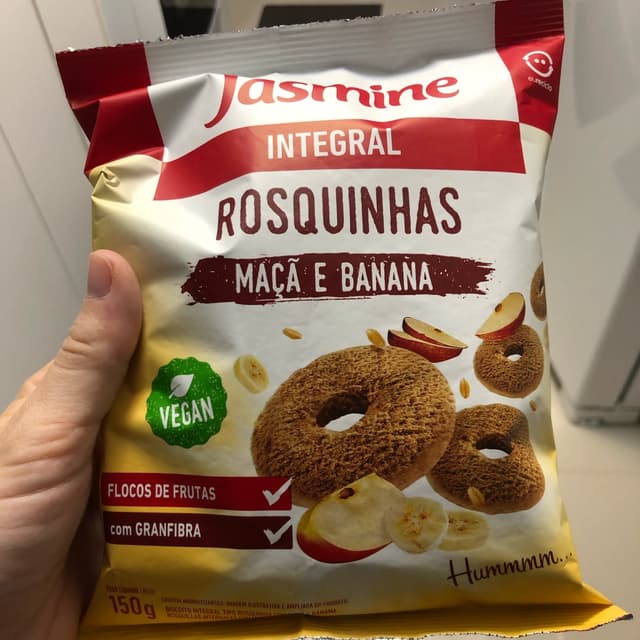 Jasmine
INTEGRAL
ROSQUINHAS
MAÇÃ E BANANA
VEGAN
FLOCOS DE FRUTAS
com GRANFIBRA
Hummmm...
150g